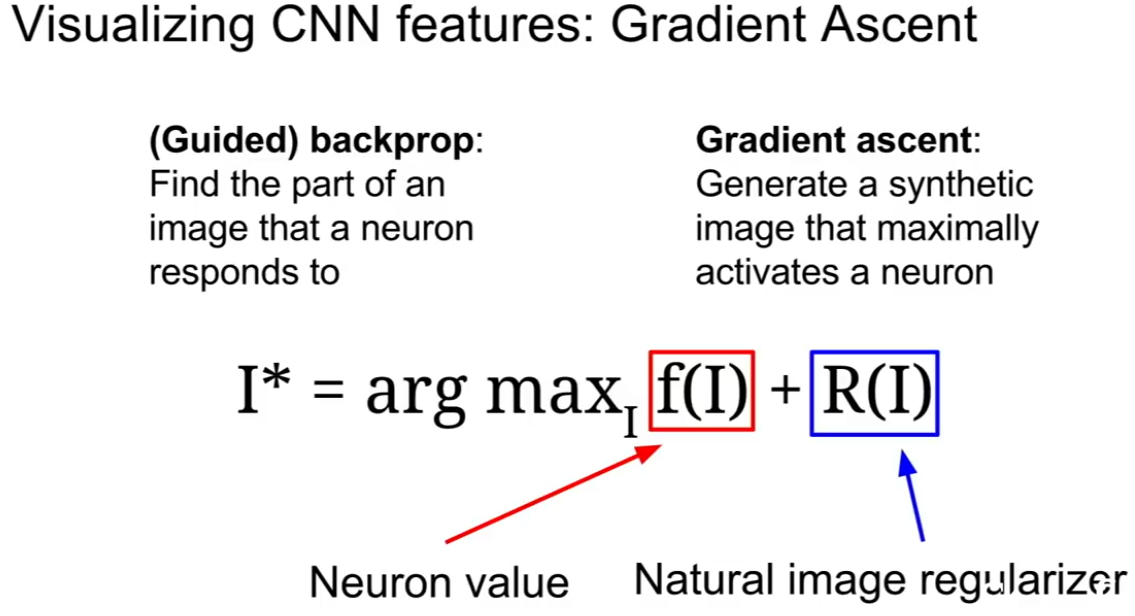 Visualizing CNN features: Gradient Ascent
(Guided) backprop:
Find the part of an
image that a neuron
responds to
Gradient ascent:
Generate a synthetic
image that maximally
activates a neuron
I* = arg max_I f(I) + R(I)
Neuron value
Natural image regularizer